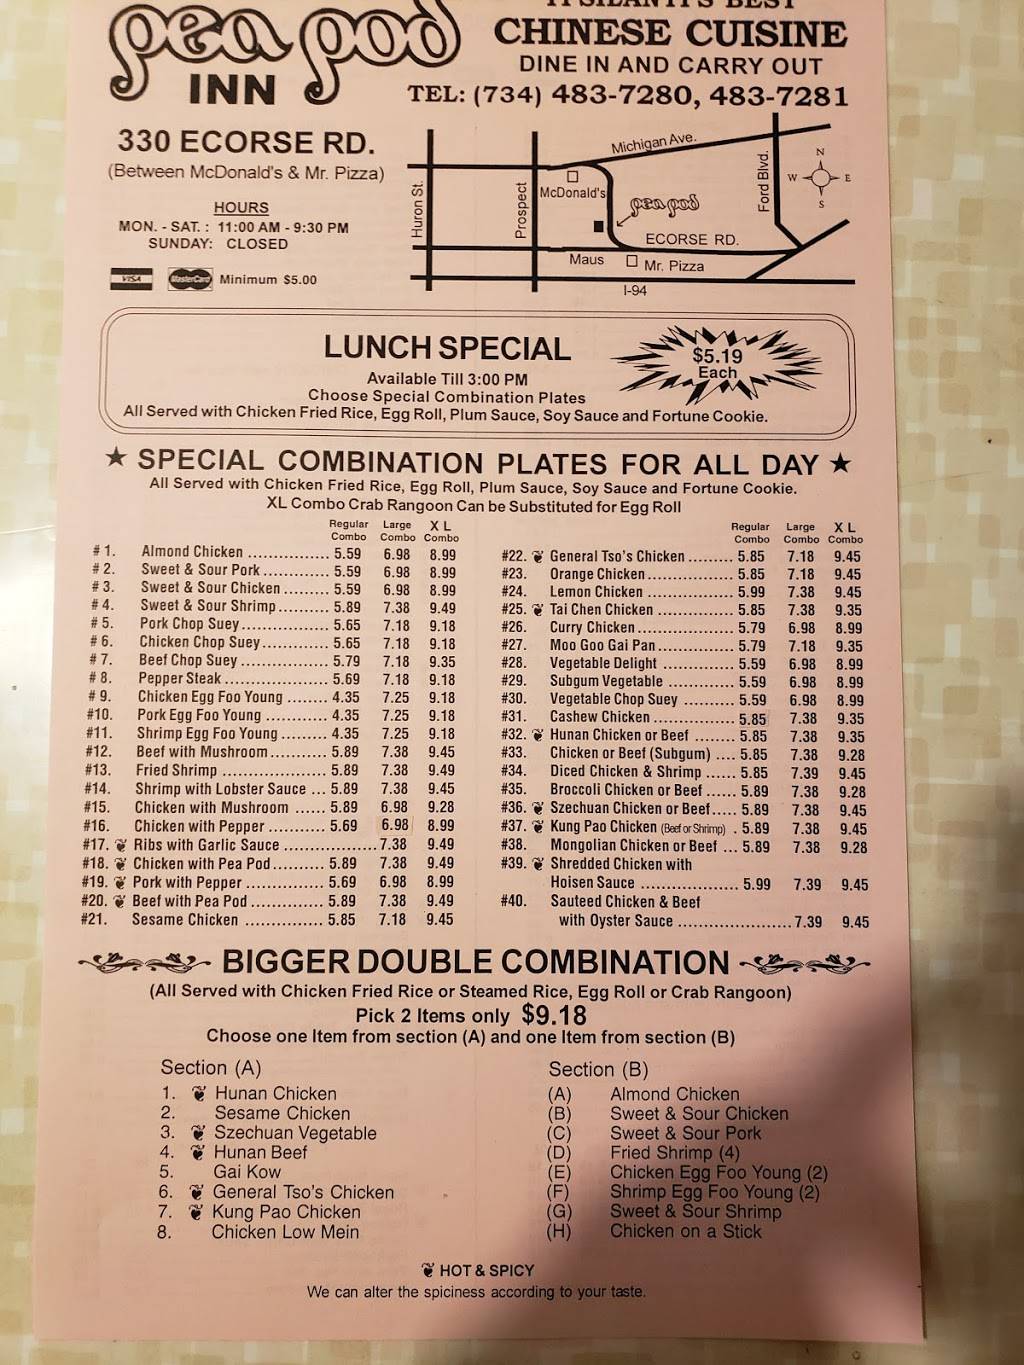 pea pod
INN
YPSILANTI'S BEST
CHINESE CUISINE
DINE IN AND CARRY OUT
TEL: (734) 483-7280, 483-7281
330 ECORSE RD.
(Between McDonald's & Mr. Pizza)
HOURS
MON. - SAT. : 11:00 AM - 9:30 PM
SUNDAY: CLOSED
VISA MasterCard Minimum $5.00
Huron St.
Prospect
Michigan Ave.
McDonald's
pea pod
Ford Blvd.
N
W E
S
ECORSE RD.
Maus
Mr. Pizza
I-94
LUNCH SPECIAL
$5.19
Each
Available Till 3:00 PM
Choose Special Combination Plates
All Served with Chicken Fried Rice, Egg Roll, Plum Sauce, Soy Sauce and Fortune Cookie.
★ SPECIAL COMBINATION PLATES FOR ALL DAY ★
All Served with Chicken Fried Rice, Egg Roll, Plum Sauce, Soy Sauce and Fortune Cookie.
XL Combo Crab Rangoon Can be Substituted for Egg Roll
Regular Large X L
Combo Combo Combo
# 1. Almond Chicken ................ 5.59 6.98 8.99
# 2. Sweet & Sour Pork ............. 5.59 6.98 8.99
# 3. Sweet & Sour Chicken ......... 5.59 6.98 8.99
# 4. Sweet & Sour Shrimp.......... 5.89 7.38 9.49
# 5. Pork Chop Suey................. 5.65 7.18 9.18
# 6. Chicken Chop Suey............. 5.65 7.18 9.18
# 7. Beef Chop Suey ................ 5.79 7.18 9.35
# 8. Pepper Steak .................... 5.69 7.18 9.18
# 9. Chicken Egg Foo Young ........ 4.35 7.25 9.18
#10. Pork Egg Foo Young ............ 4.35 7.25 9.18
#11. Shrimp Egg Foo Young ......... 4.35 7.25 9.18
#12. Beef with Mushroom........... 5.89 7.38 9.45
#13. Fried Shrimp .................... 5.89 7.38 9.49
#14. Shrimp with Lobster Sauce ... 5.89 7.38 9.45
#15. Chicken with Mushroom ...... 5.89 6.98 9.28
#16. Chicken with Pepper ........... 5.69 6.98 8.99
#17. Ribs with Garlic Sauce .................. 7.38 9.49
#18. Chicken with Pea Pod.......... 5.89 7.38 9.49
#19. Pork with Pepper ............... 5.69 6.98 8.99
#20. Beef with Pea Pod .............. 5.89 7.38 9.49
#21. Sesame Chicken ............... 5.85 7.18 9.45
Regular Large X L
Combo Combo Combo
#22. General Tso's Chicken ......... 5.85 7.18 9.45
#23. Orange Chicken................. 5.85 7.18 9.45
#24. Lemon Chicken ................. 5.99 7.38 9.45
#25. Tai Chen Chicken ............... 5.85 7.38 9.35
#26. Curry Chicken................... 5.79 6.98 8.99
#27. Moo Goo Gai Pan............... 5.79 7.18 9.35
#28. Vegetable Delight .............. 5.59 6.98 8.99
#29. Subgum Vegetable ............. 5.59 6.98 8.99
#30. Vegetable Chop Suey .......... 5.59 6.98 8.99
#31. Cashew Chicken ................ 5.85 7.38 9.35
#32. Hunan Chicken or Beef ........ 5.85 7.38 9.35
#33. Chicken or Beef (Subgum) .... 5.85 7.38 9.28
#34. Diced Chicken & Shrimp ...... 5.85 7.39 9.45
#35. Broccoli Chicken or Beef ...... 5.89 7.38 9.28
#36. Szechuan Chicken or Beef..... 5.89 7.38 9.45
#37. Kung Pao Chicken (Beef or Shrimp) . 5.89 7.38 9.45
#38. Mongolian Chicken or Beef ... 5.89 7.38 9.28
#39. Shredded Chicken with
Hoisen Sauce ................... 5.99 7.39 9.45
#40. Sauteed Chicken & Beef
with Oyster Sauce ....................... 7.39 9.45
BIGGER DOUBLE COMBINATION
(All Served with Chicken Fried Rice or Steamed Rice, Egg Roll or Crab Rangoon)
Pick 2 Items only $9.18
Choose one Item from section (A) and one Item from section (B)
Section (A)
1. Hunan Chicken
2. Sesame Chicken
3. Szechuan Vegetable
4. Hunan Beef
5. Gai Kow
6. General Tso's Chicken
7. Kung Pao Chicken
8. Chicken Low Mein
Section (B)
(A) Almond Chicken
(B) Sweet & Sour Chicken
(C) Sweet & Sour Pork
(D) Fried Shrimp (4)
(E) Chicken Egg Foo Young (2)
(F) Shrimp Egg Foo Young (2)
(G) Sweet & Sour Shrimp
(H) Chicken on a Stick
HOT & SPICY
We can alter the spiciness according to your taste.